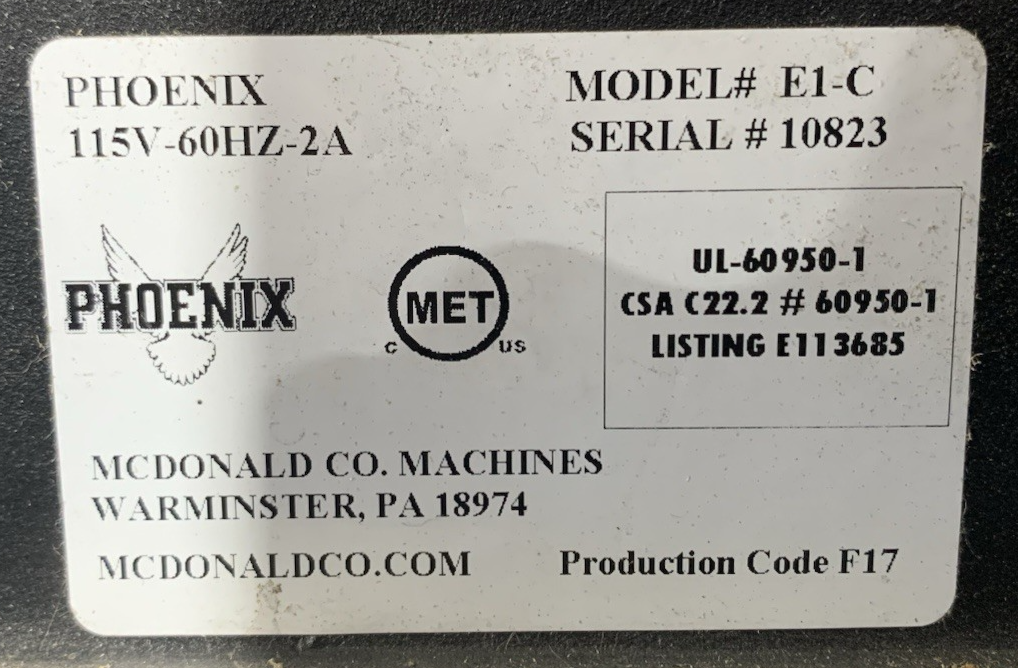 PHOENIX
115V-60HZ-2A
MODEL# E1-C
SERIAL # 10823
PHOENIX
MET
C US
UL-60950-1
CSA C22.2 # 60950-1
LISTING E113685
MCDONALD CO. MACHINES
WARMINSTER, PA 18974
MCDONALDCO.COM
Production Code F17